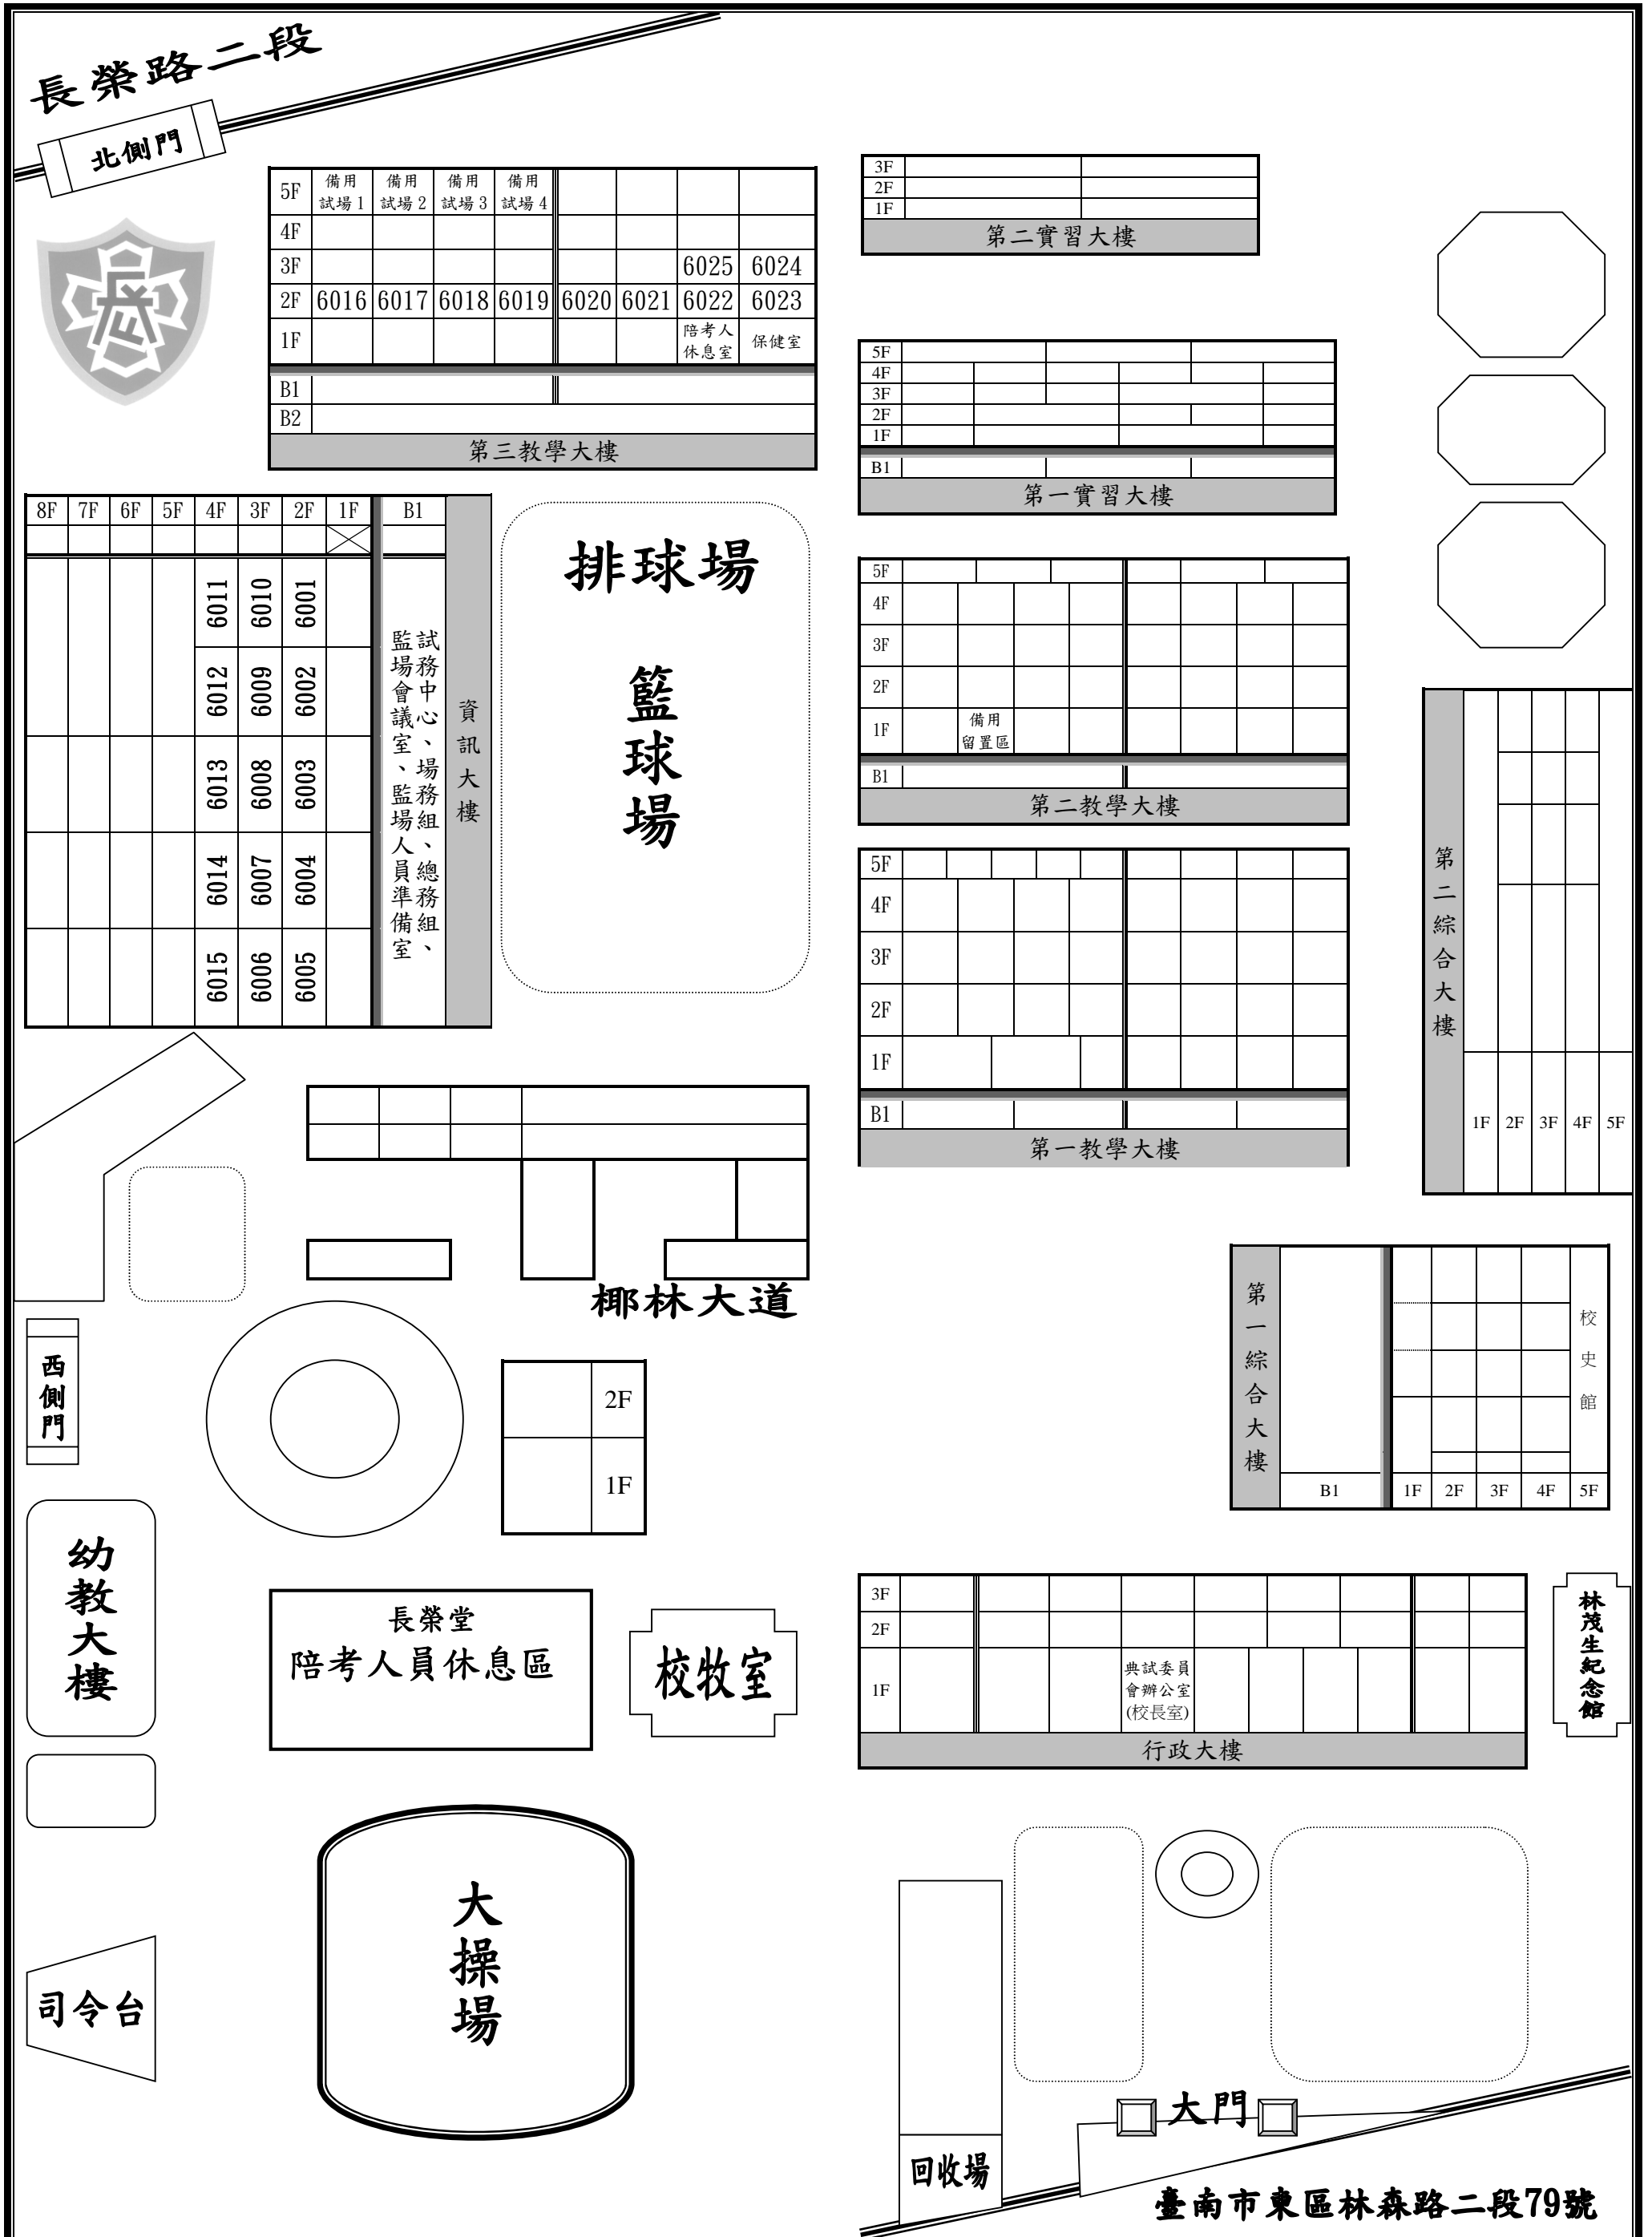 長榮路二段
北側門
5F 備用試場1 備用試場2 備用試場3 備用試場4
4F
3F 6025 6024
2F 6016 6017 6018 6019 6020 6021 6022 6023
1F 陪考人休息室 保健室
B1
B2
第三教學大樓
3F
2F
1F
第二實習大樓
5F
4F
3F
2F
1F
B1
第一實習大樓
8F 7F 6F 5F 4F 3F 2F 1F B1
6011 6010 6001
6012 6009 6002
6013 6008 6003
6014 6007 6004
6015 6006 6005
試務中心、場務組、總務組、
監場會議室、監場人員準備室
資訊大樓
排球場
籃球場
5F
4F
3F
2F
1F 備用留置區
B1
第二教學大樓
5F
4F
3F
2F
1F
B1
第一教學大樓
第二綜合大樓
1F 2F 3F 4F 5F
椰林大道
西側門
2F
1F
第一綜合大樓
校史館
B1 1F 2F 3F 4F 5F
幼教大樓
長榮堂
陪考人員休息區
校牧室
3F
2F
1F 典試委員會辦公室(校長室)
行政大樓
林茂生紀念館
大操場
司令台
大門
回收場
臺南市東區林森路二段79號